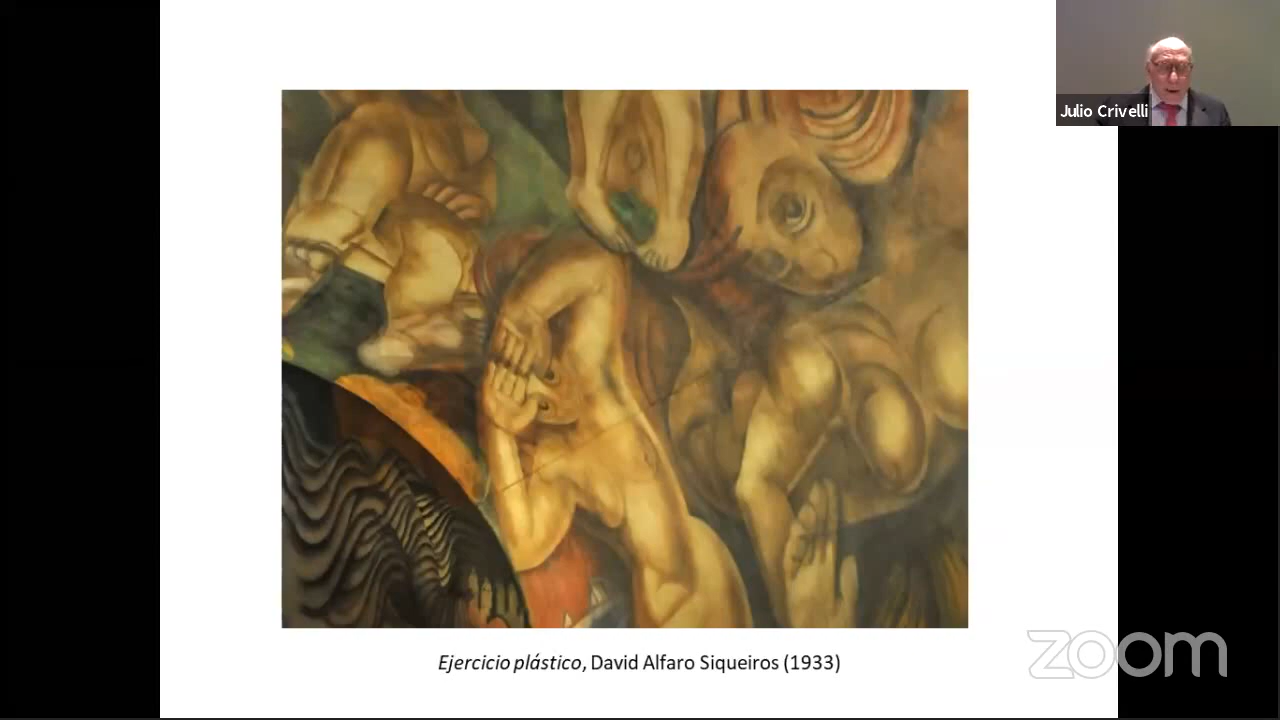 Julio Crivelli
Ejercicio plástico, David Alfaro Siqueiros (1933)
zoom